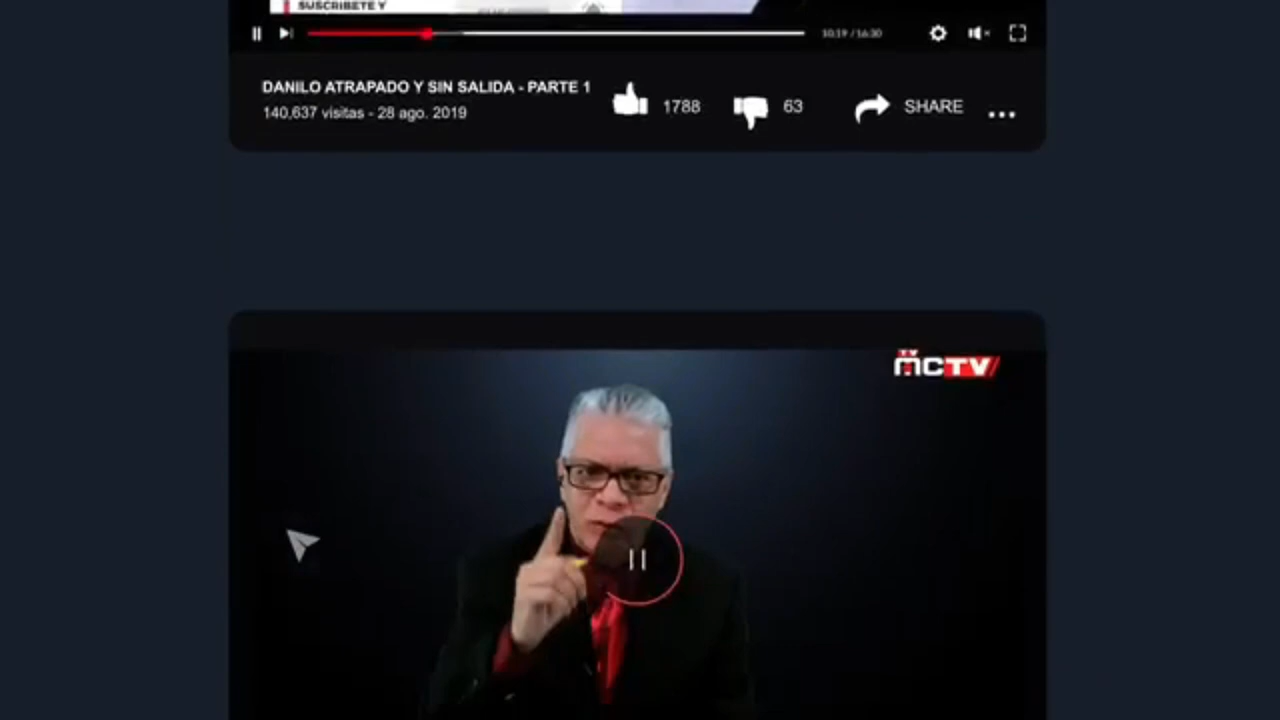 SUSCRIBETE Y
10:19 / 16:30
DANILO ATRAPADO Y SIN SALIDA - PARTE 1
140,637 visitas - 28 ago. 2019
1788
63
SHARE
TV
MCTV